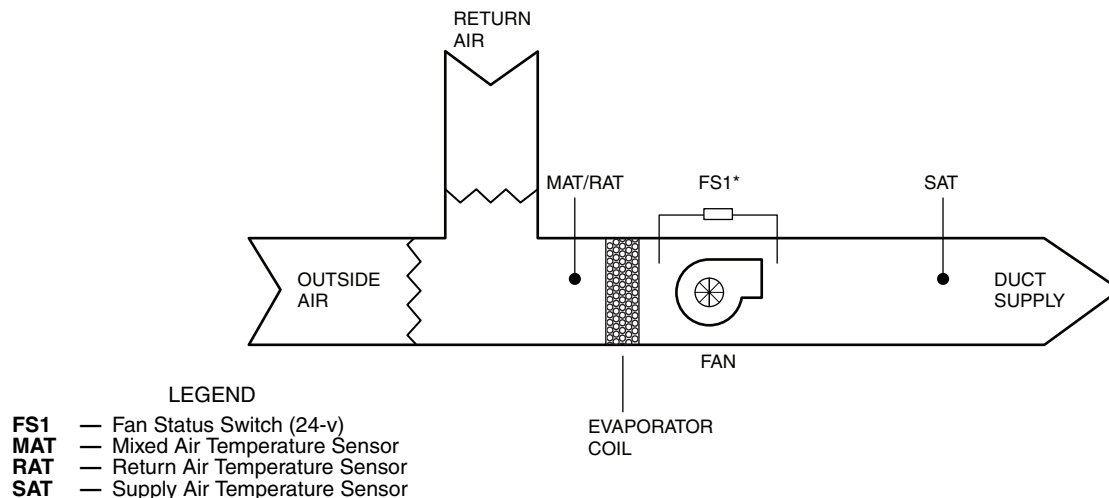 RETURN
AIR
MAT/RAT
FS1*
SAT
OUTSIDE
AIR
DUCT
SUPPLY
FAN
EVAPORATOR
COIL
LEGEND
FS1 — Fan Status Switch (24-v)
MAT — Mixed Air Temperature Sensor
RAT — Return Air Temperature Sensor
SAT — Supply Air Temperature Sensor